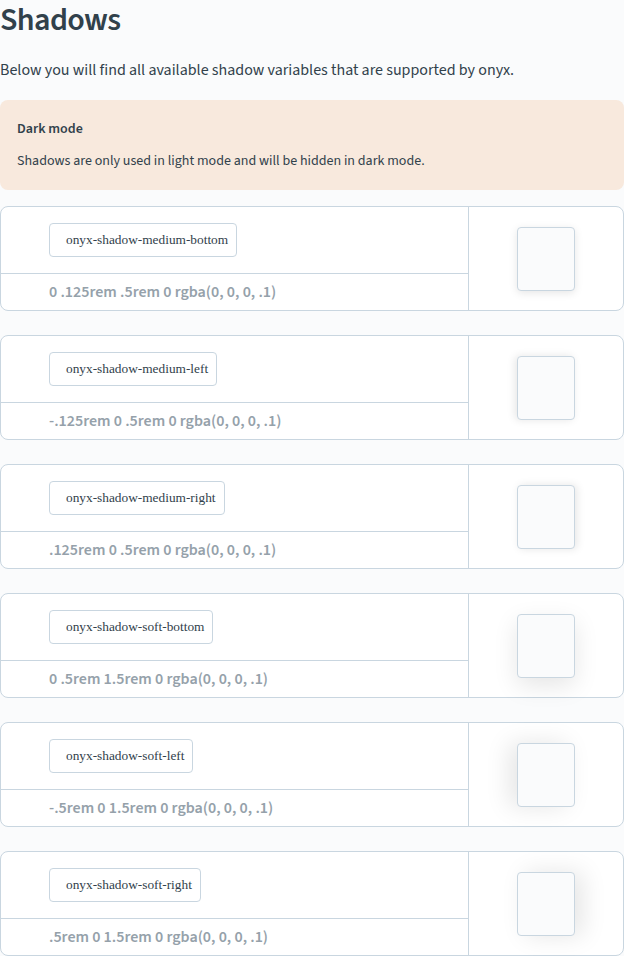 Shadows
Below you will find all available shadow variables that are supported by onyx.
Dark mode
Shadows are only used in light mode and will be hidden in dark mode.
onyx-shadow-medium-bottom
0 .125rem .5rem 0 rgba(0, 0, 0, .1)
onyx-shadow-medium-left
-.125rem 0 .5rem 0 rgba(0, 0, 0, .1)
onyx-shadow-medium-right
.125rem 0 .5rem 0 rgba(0, 0, 0, .1)
onyx-shadow-soft-bottom
0 .5rem 1.5rem 0 rgba(0, 0, 0, .1)
onyx-shadow-soft-left
-.5rem 0 1.5rem 0 rgba(0, 0, 0, .1)
onyx-shadow-soft-right
.5rem 0 1.5rem 0 rgba(0, 0, 0, .1)